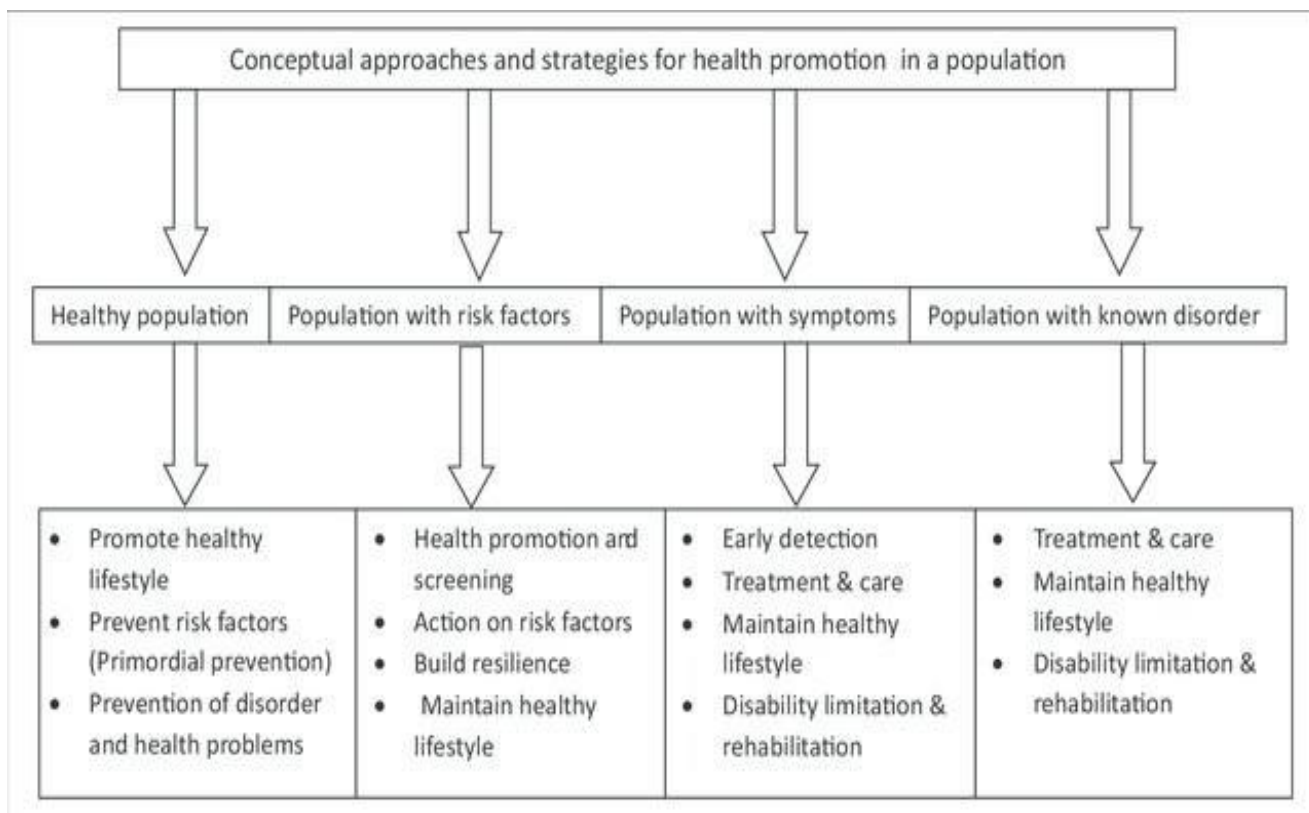 Conceptual approaches and strategies for health promotion in a population
Healthy population
Population with risk factors
Population with symptoms
Population with known disorder
• Promote healthy
lifestyle
• Prevent risk factors
(Primordial prevention)
• Prevention of disorder
and health problems
• Health promotion and
screening
• Action on risk factors
• Build resilience
• Maintain healthy
lifestyle
• Early detection
• Treatment & care
• Maintain healthy
lifestyle
• Disability limitation &
rehabilitation
• Treatment & care
• Maintain healthy
lifestyle
• Disability limitation &
rehabilitation